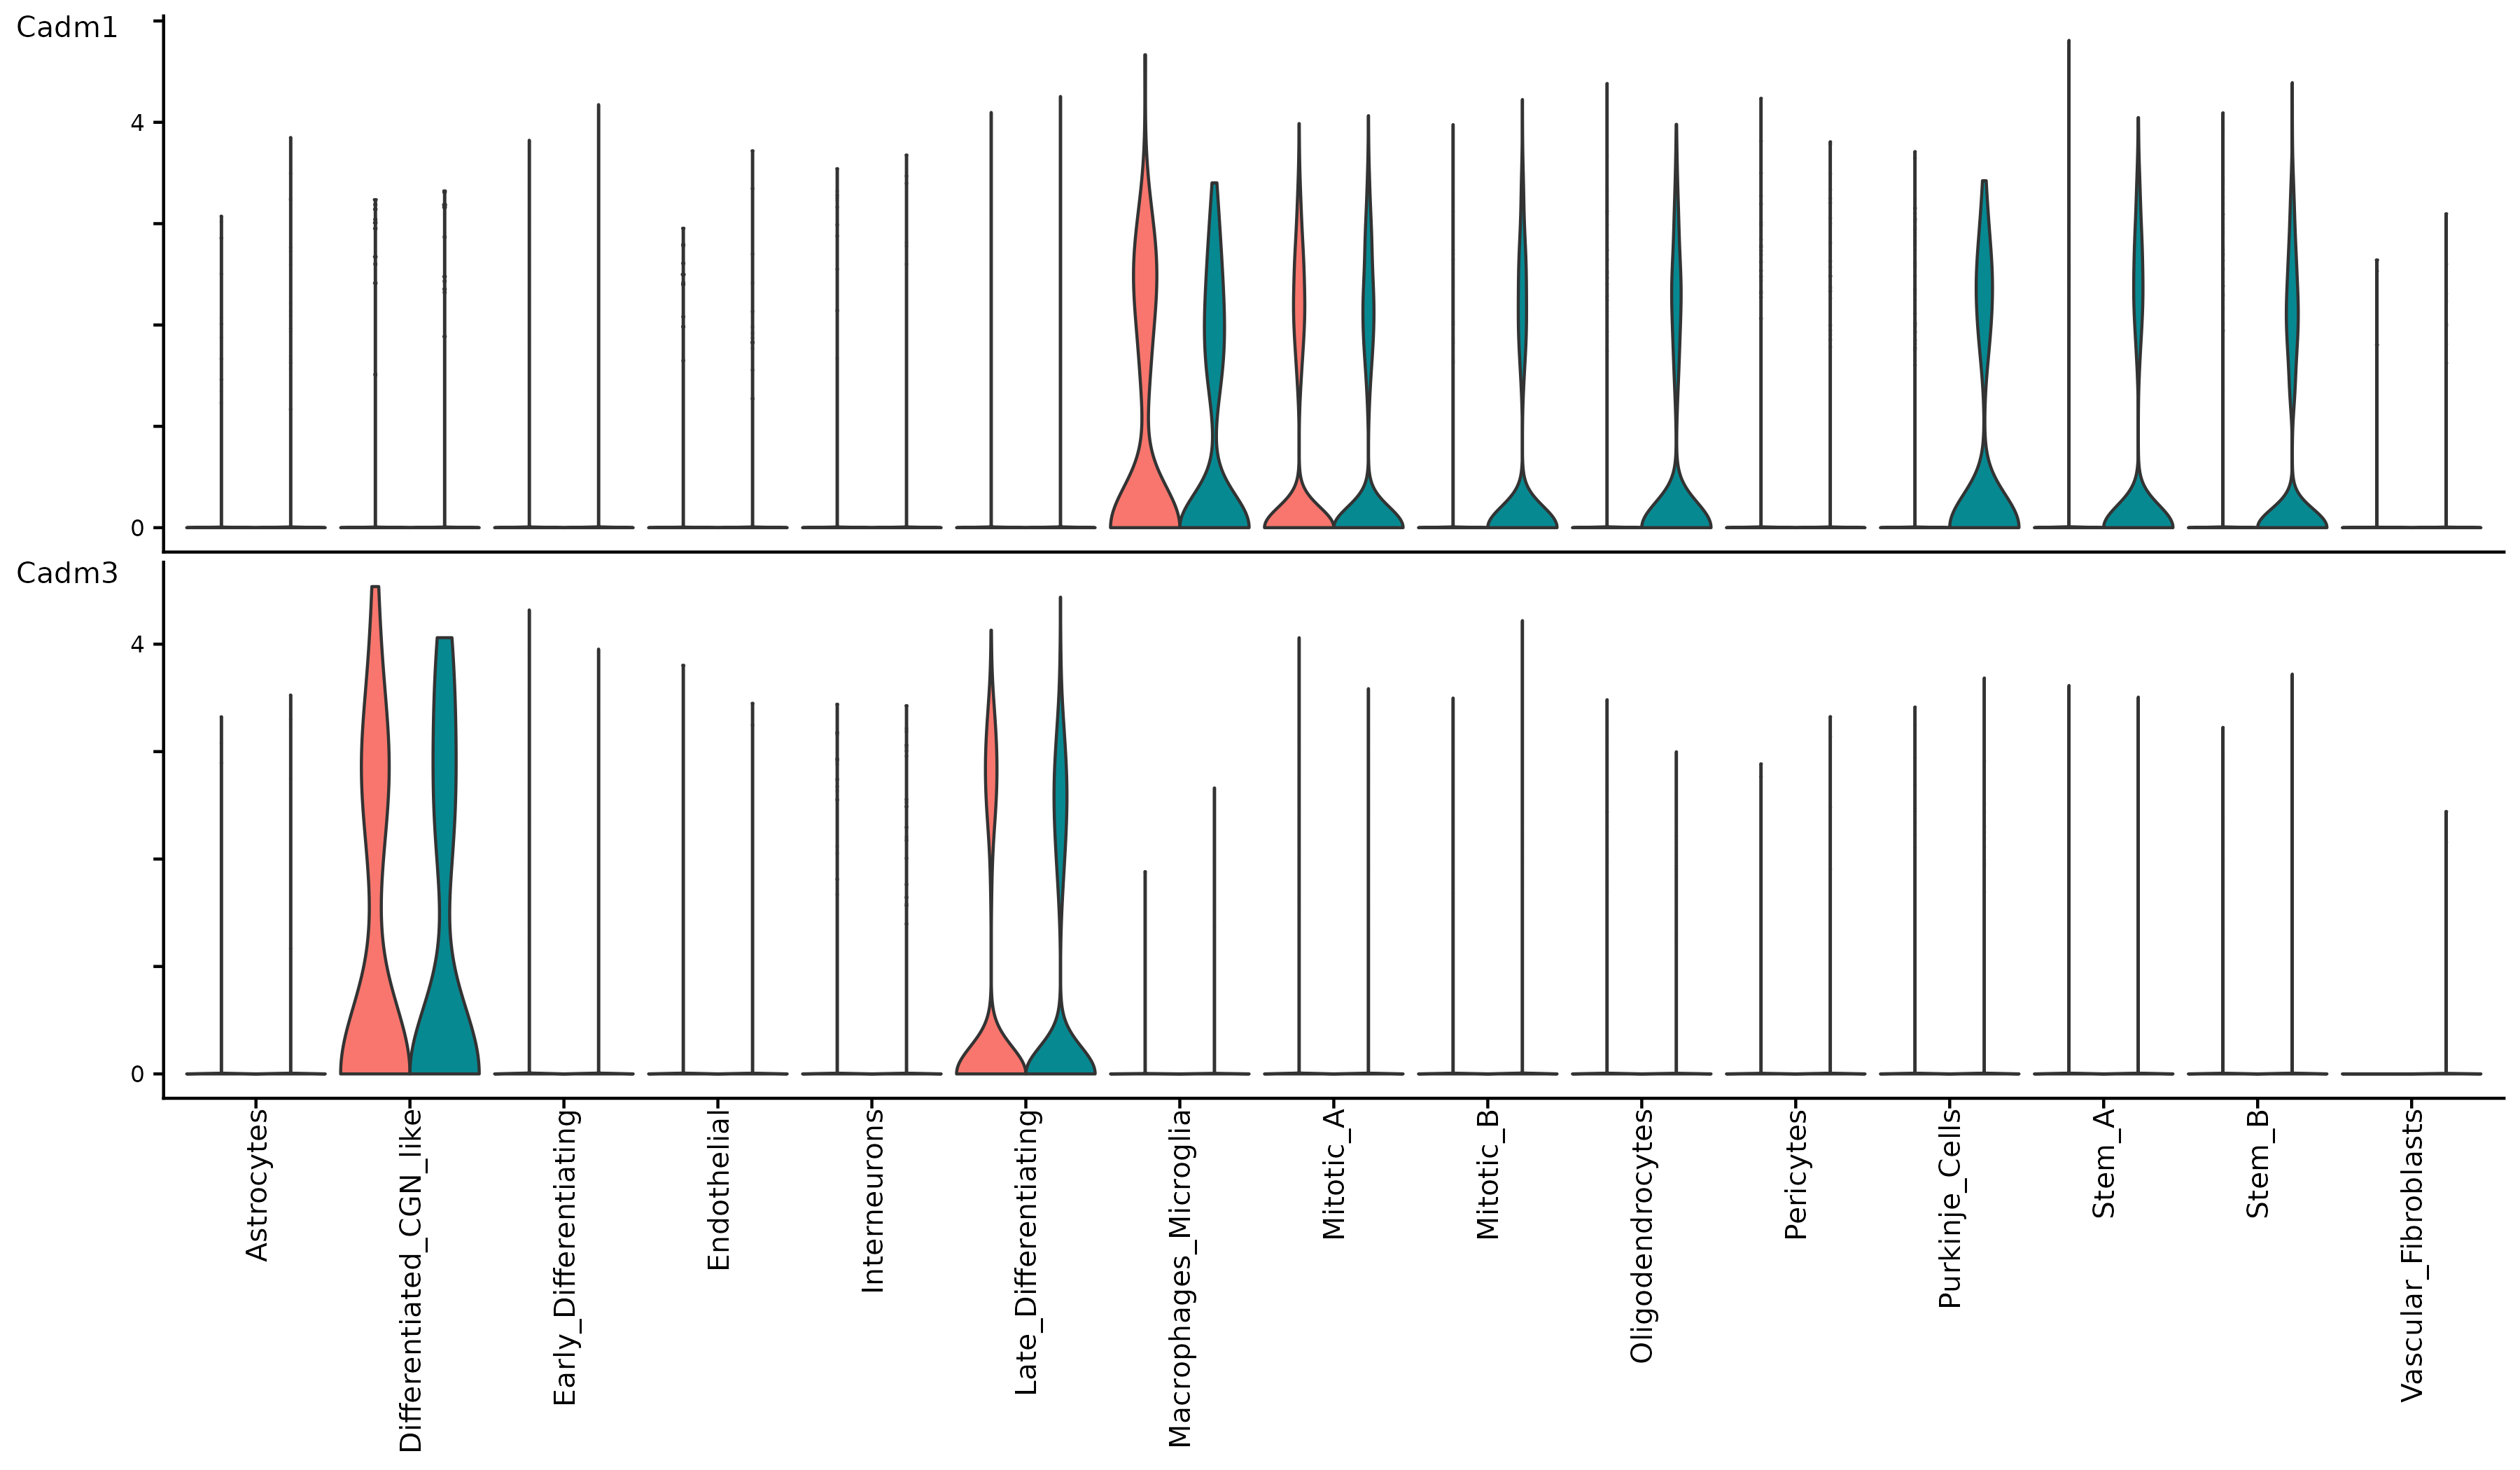 Cadm1
4
0
Cadm3
4
0
Astrocytes
Differentiated_CGN_like
Early_Differentiating
Endothelial
Interneurons
Late_Differentiating
Macrophages_Microglia
Mitotic_A
Mitotic_B
Oligodendrocytes
Pericytes
Purkinje_Cells
Stem_A
Stem_B
Vascular_Fibroblasts